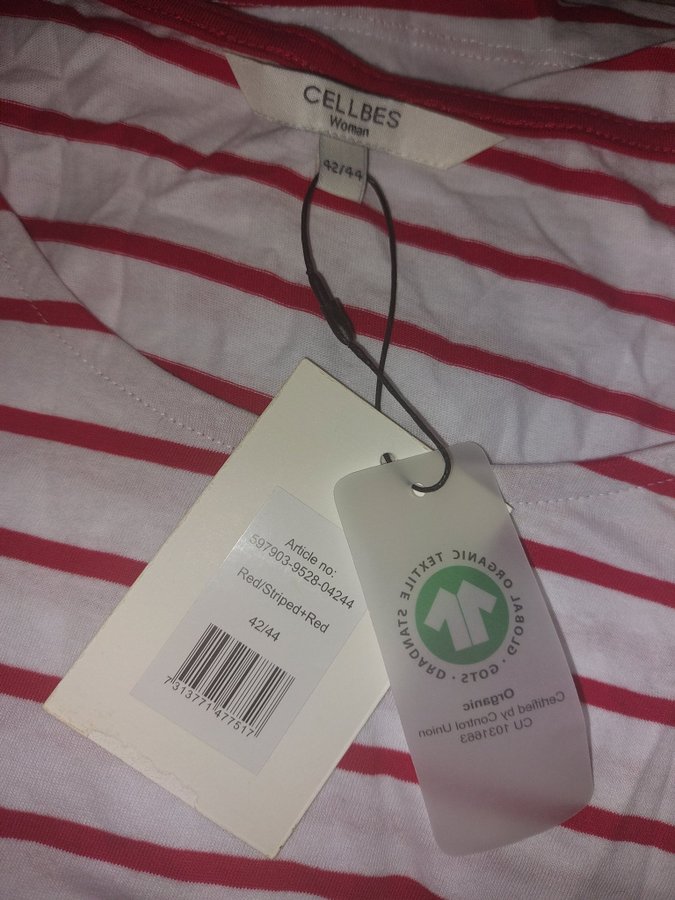 CELLBES
Woman
42/44
Article no:
597903-9528-04244
Red/Striped+Red
42/44
7313771477517
GLOBAL ORGANIC TEXTILE STANDARD · GOTS ·
Organic
Certified by Control Union
CU 1031663